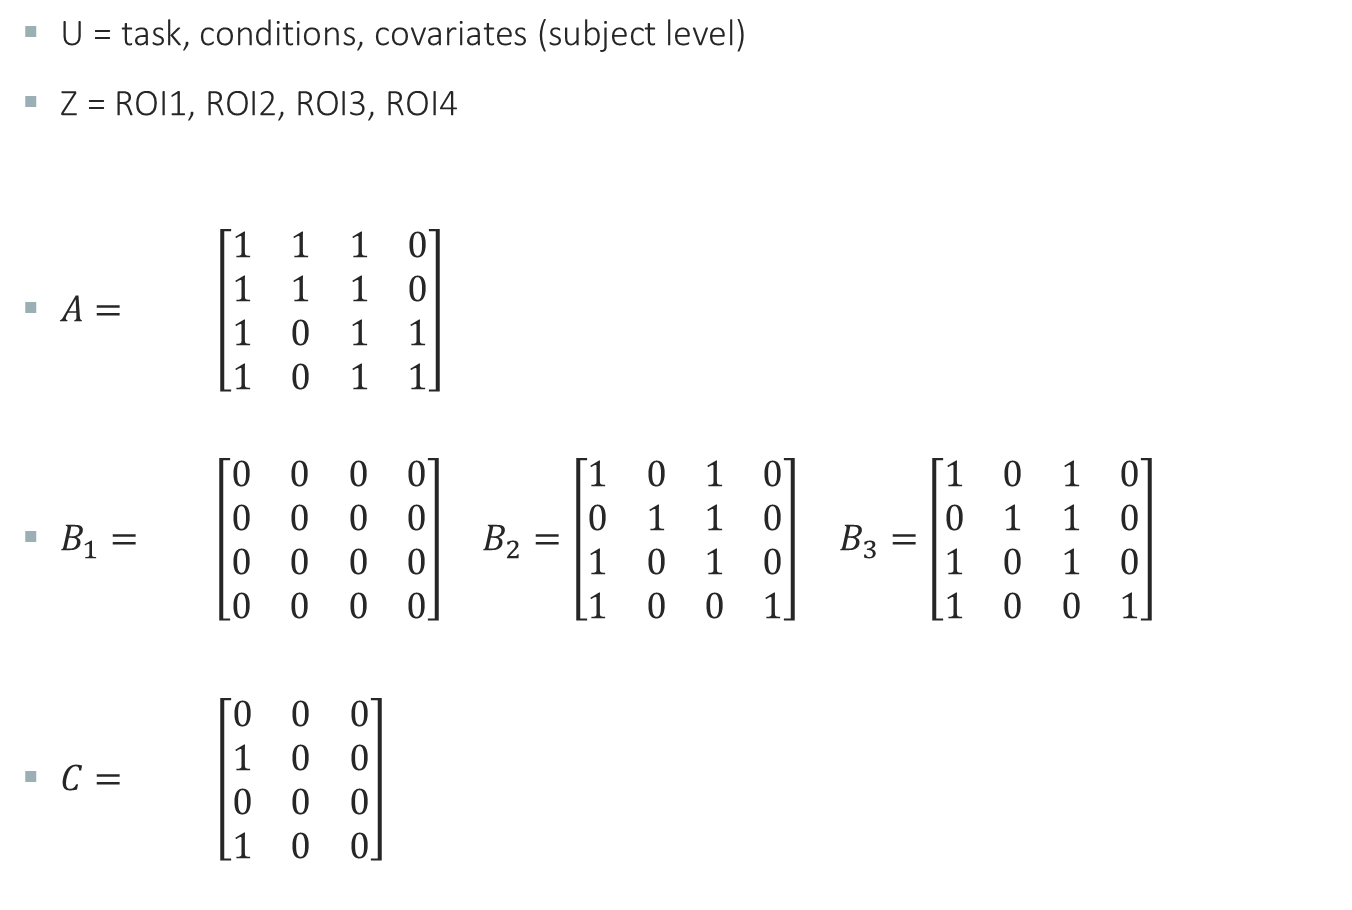 ▪ U = task, conditions, covariates (subject level)
▪ Z = ROI1, ROI2, ROI3, ROI4
1 1 1 0
1 1 1 0
▪ A =
1 0 1 1
1 0 1 1
0 0 0 0 1 0 1 0 1 0 1 0
0 0 0 0 0 1 1 0 0 1 1 0
▪ B₁ = B₂ = B₃ =
0 0 0 0 1 0 1 0 1 0 1 0
0 0 0 0 1 0 0 1 1 0 0 1
0 0 0
1 0 0
▪ C =
0 0 0
1 0 0